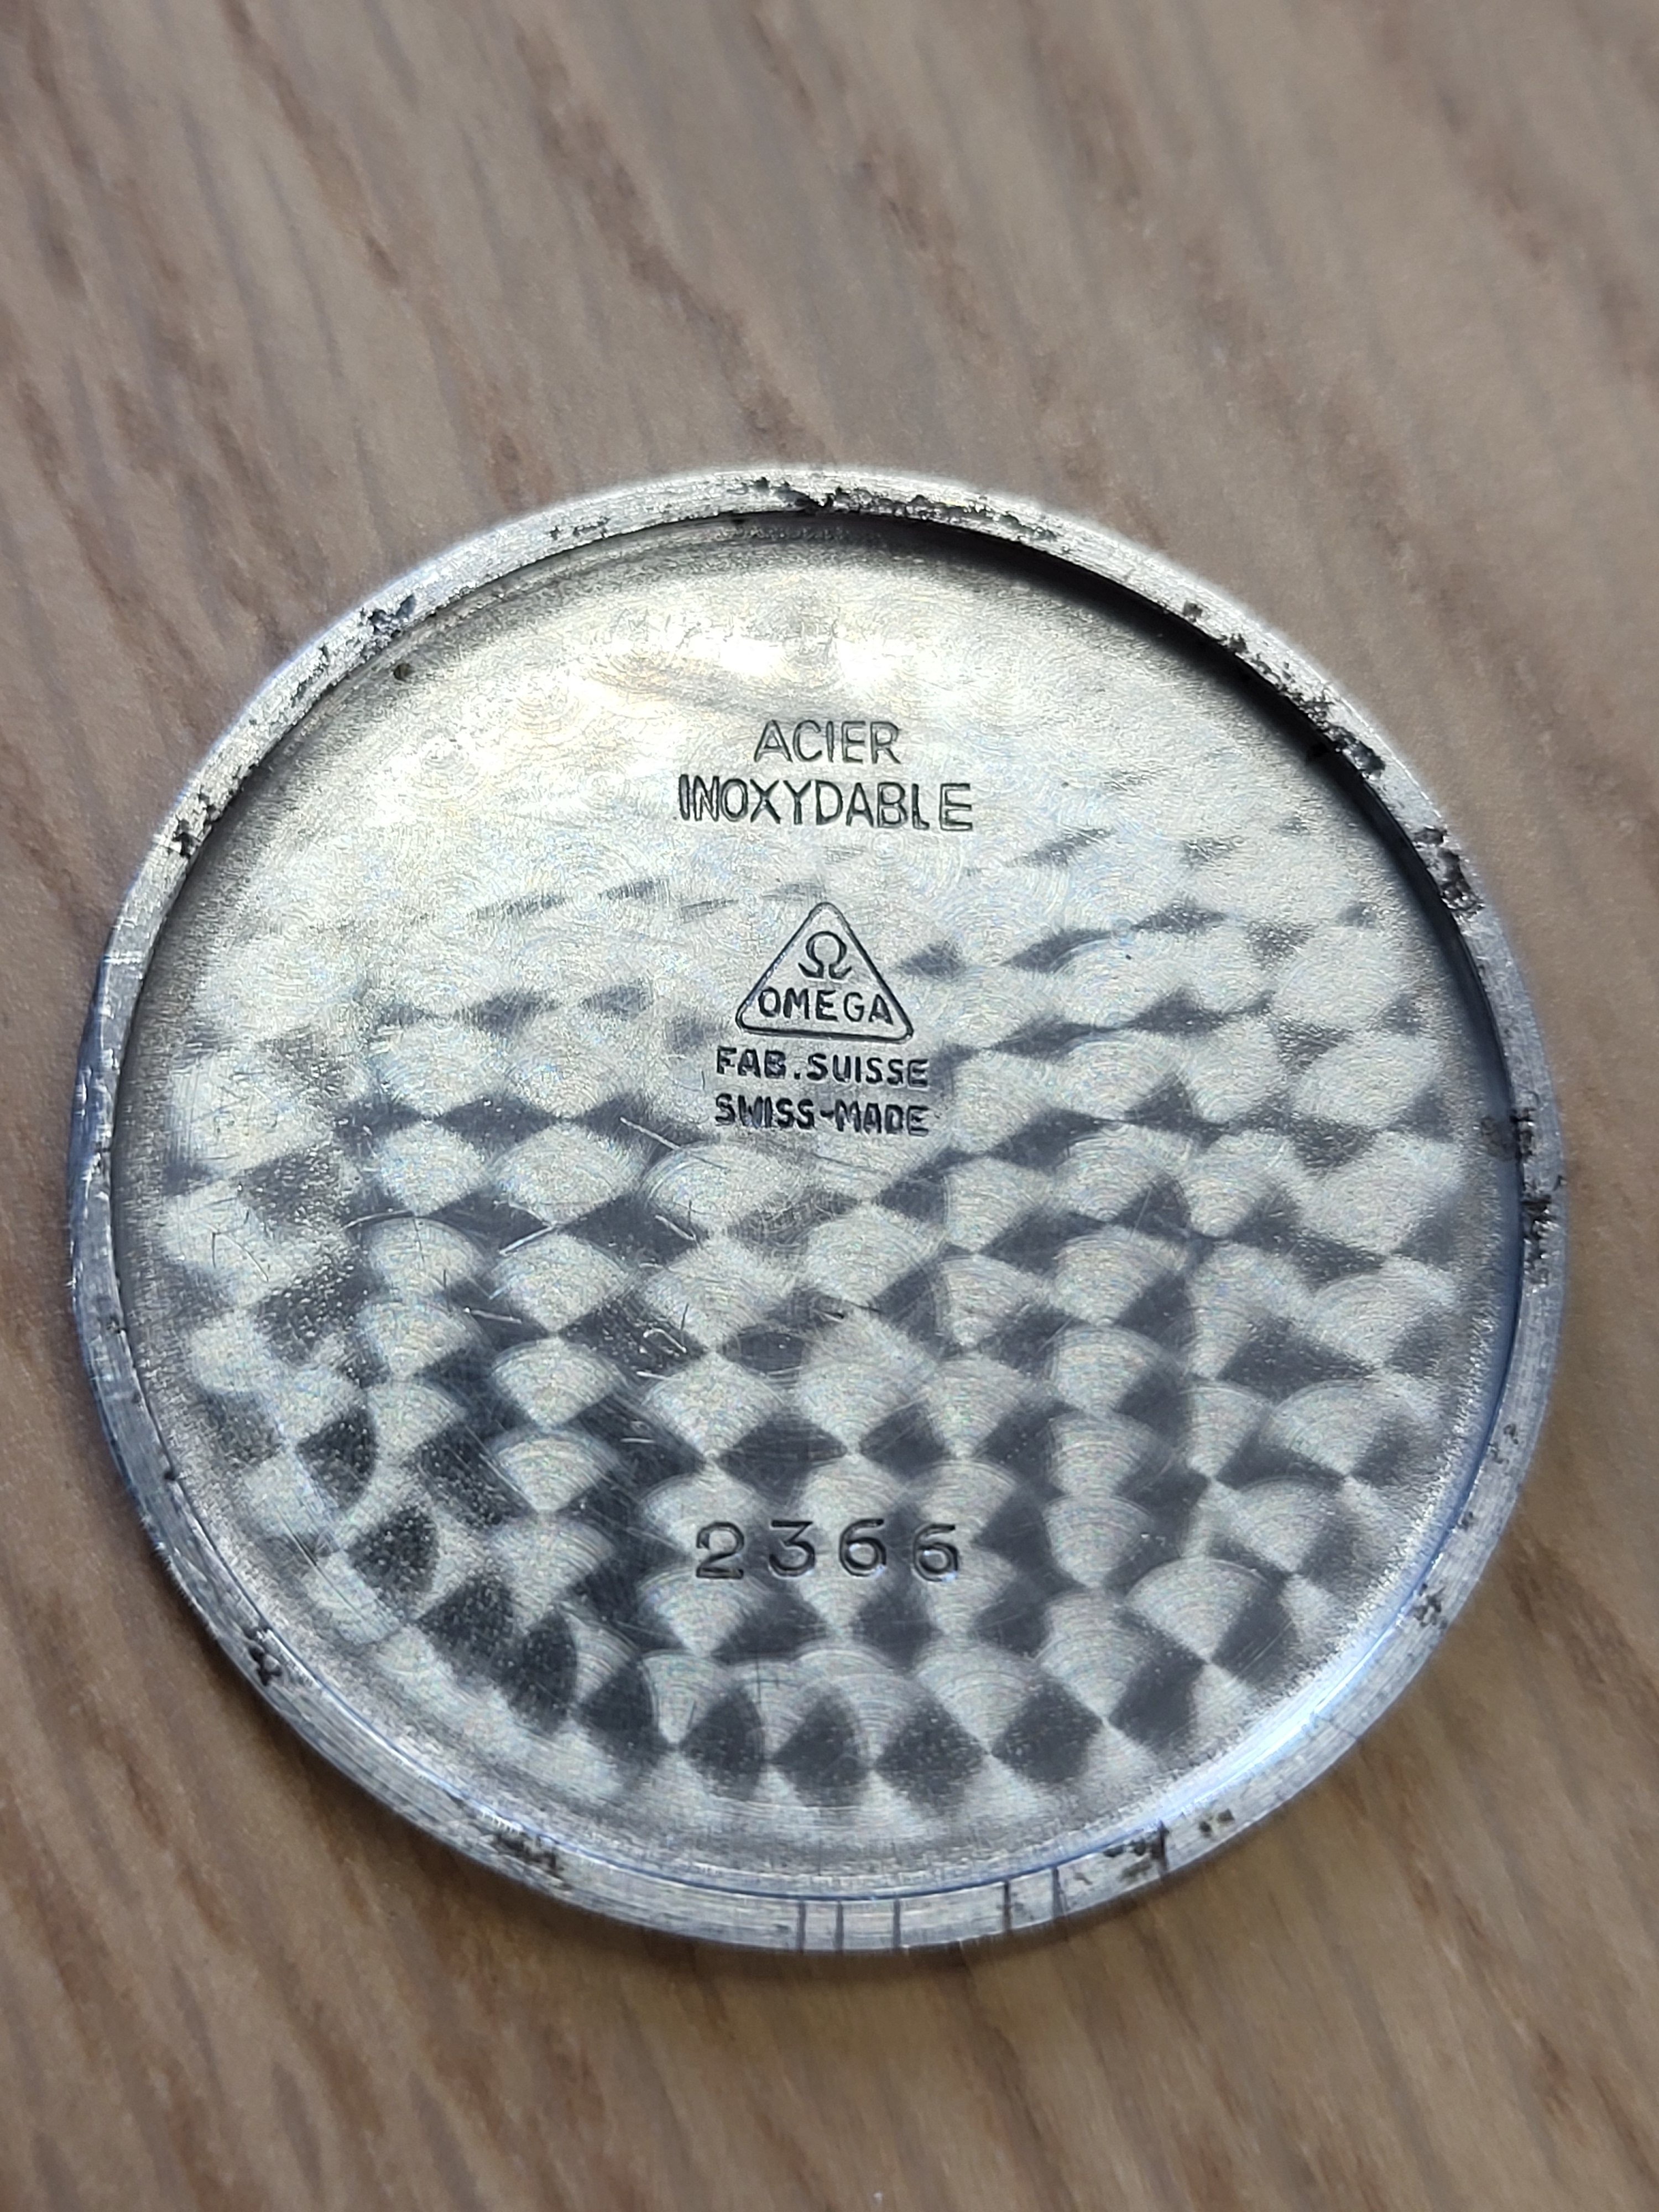 ACIER
INOXYDABLE
Ω
OMEGA
FAB.SUISSE
SWISS-MADE
2366